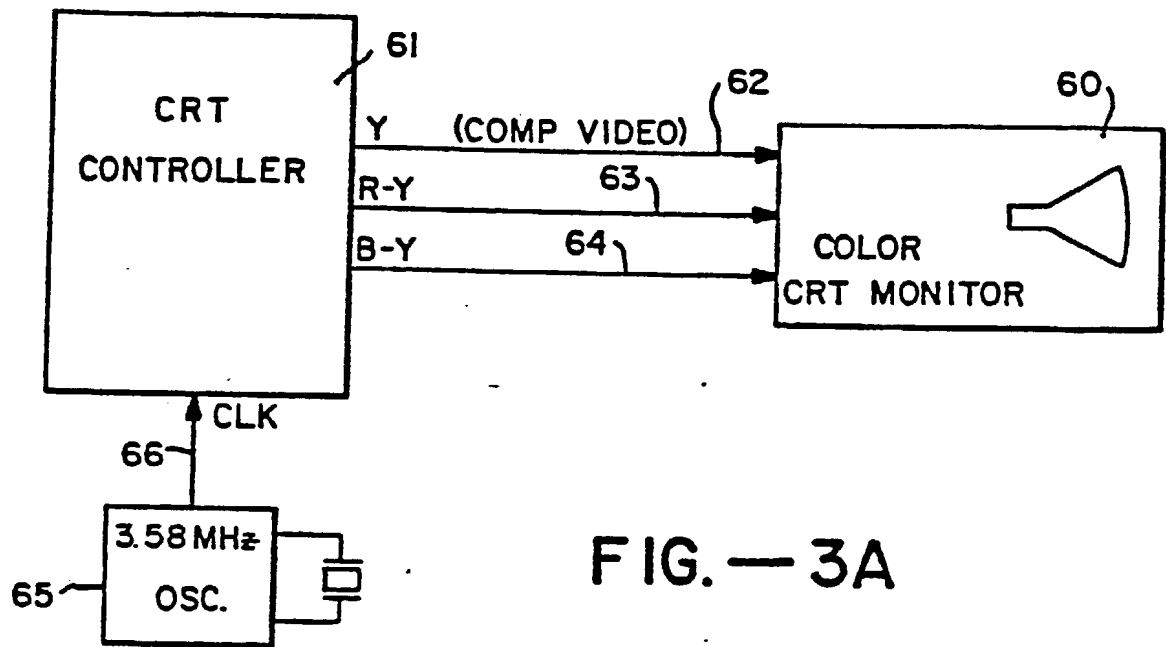 61
CRT
CONTROLLER
Y (COMP VIDEO)
62
60
R-Y
63
B-Y
64
COLOR
CRT MONITOR
CLK
66
3.58 MHz
OSC.
65
FIG.—3A